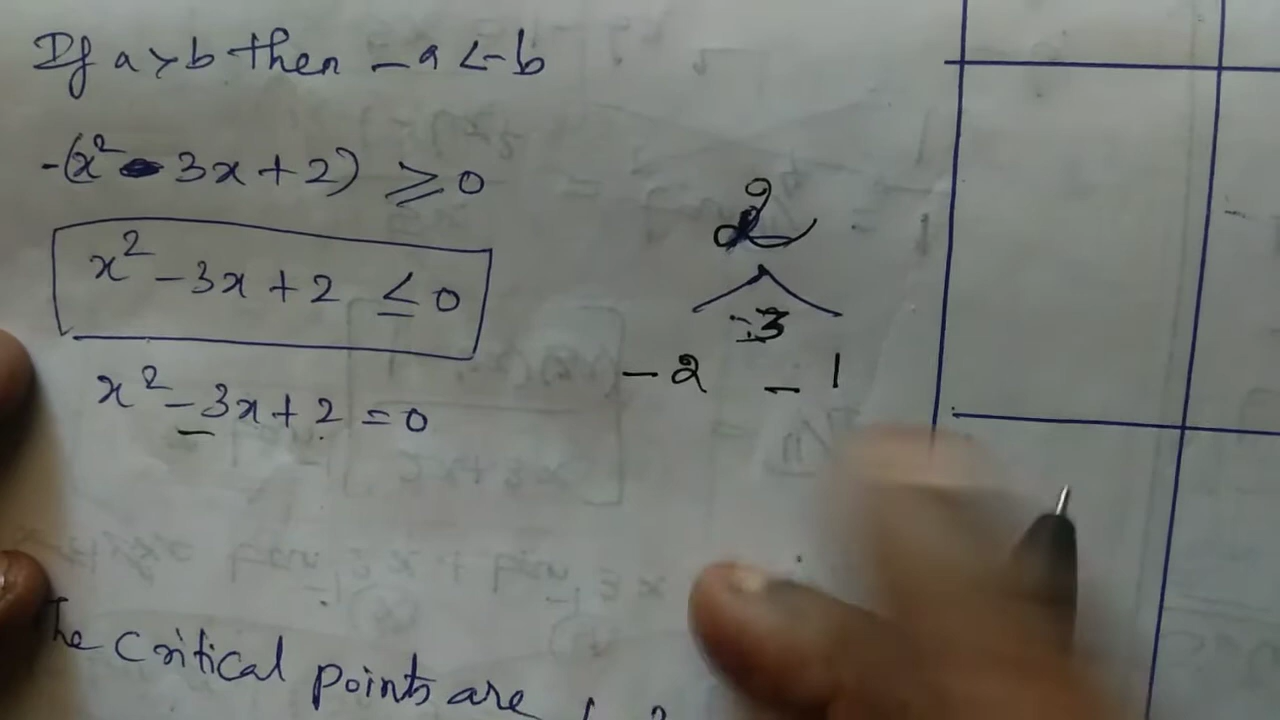 If a > b then -a < -b
-(x² - 3x + 2) ≥ 0
x² - 3x + 2 ≤ 0
x² - 3x + 2 = 0
2
-3
-2 -1
The Critical points are